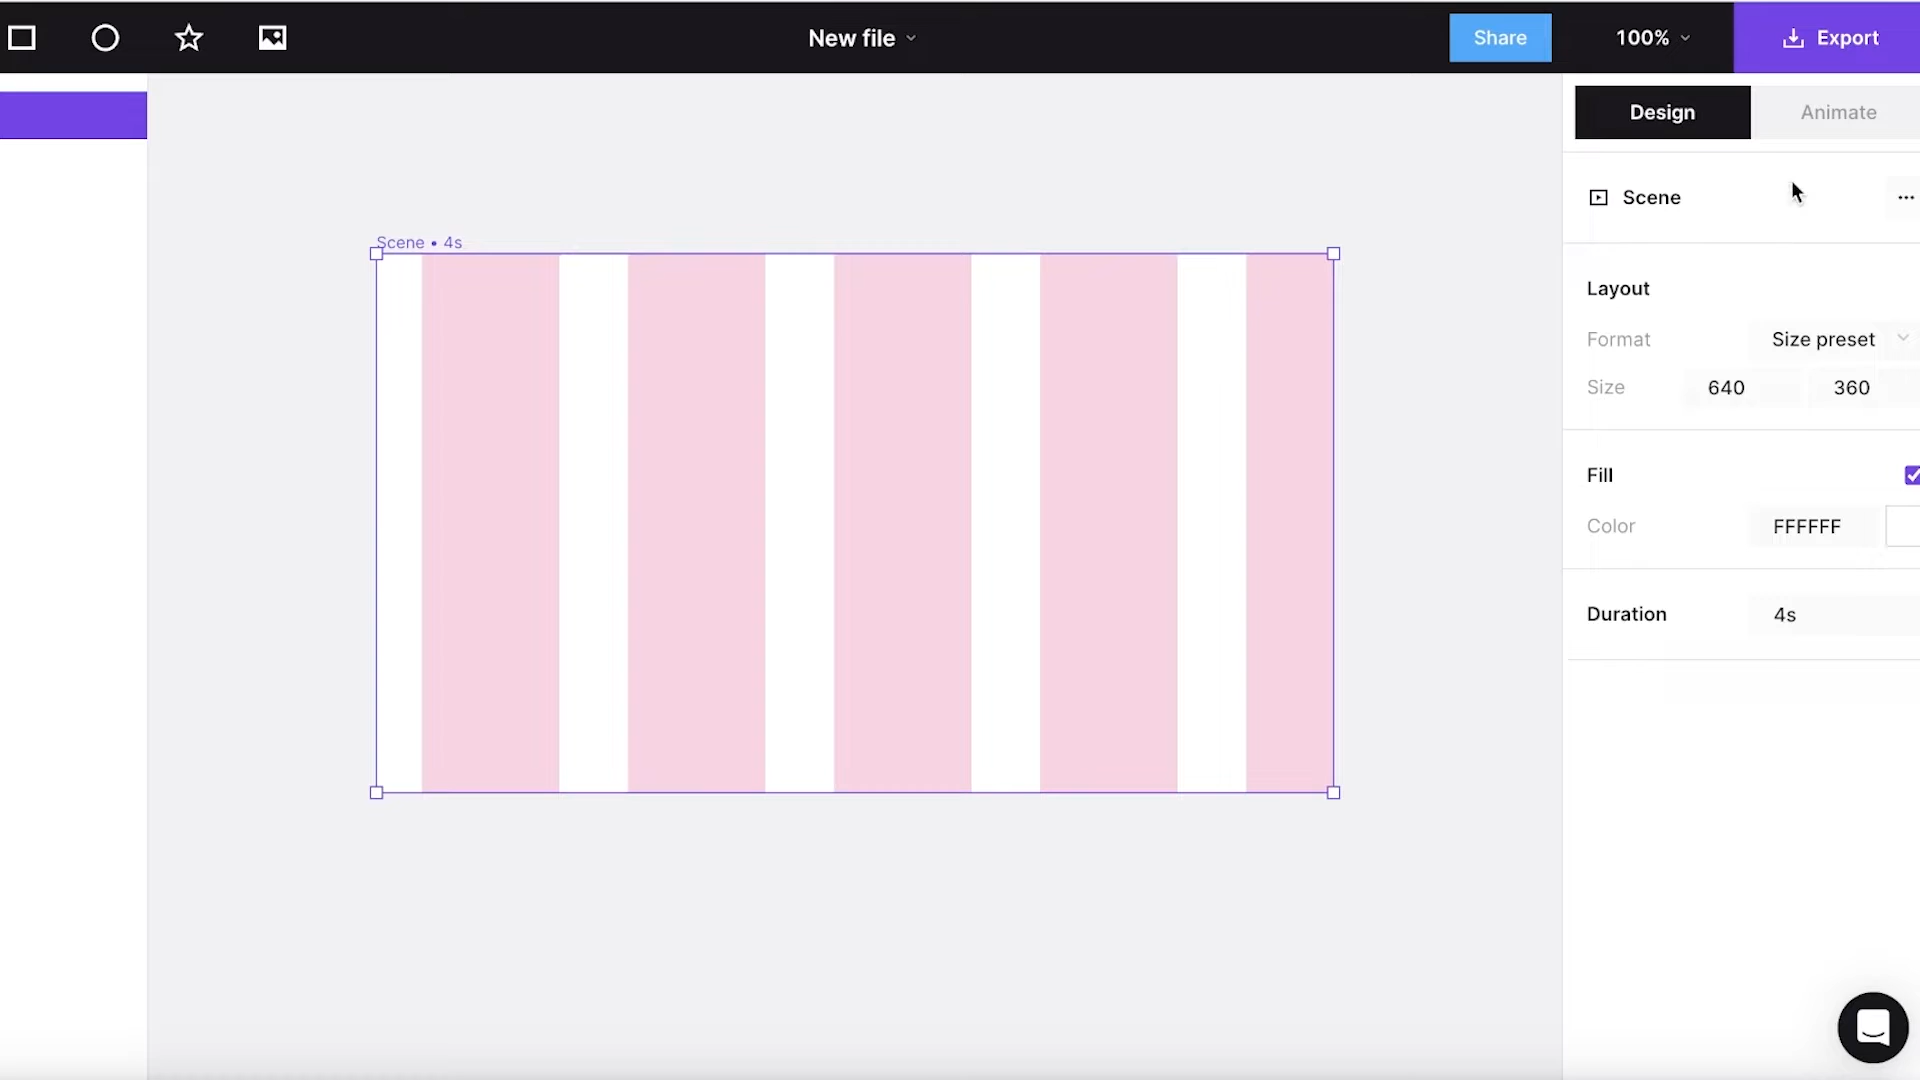 New file
Share
100%
Export
Design
Animate
Scene
Scene • 4s
Layout
Format
Size preset
Size
640
360
Fill
Color
FFFFFF
Duration
4s